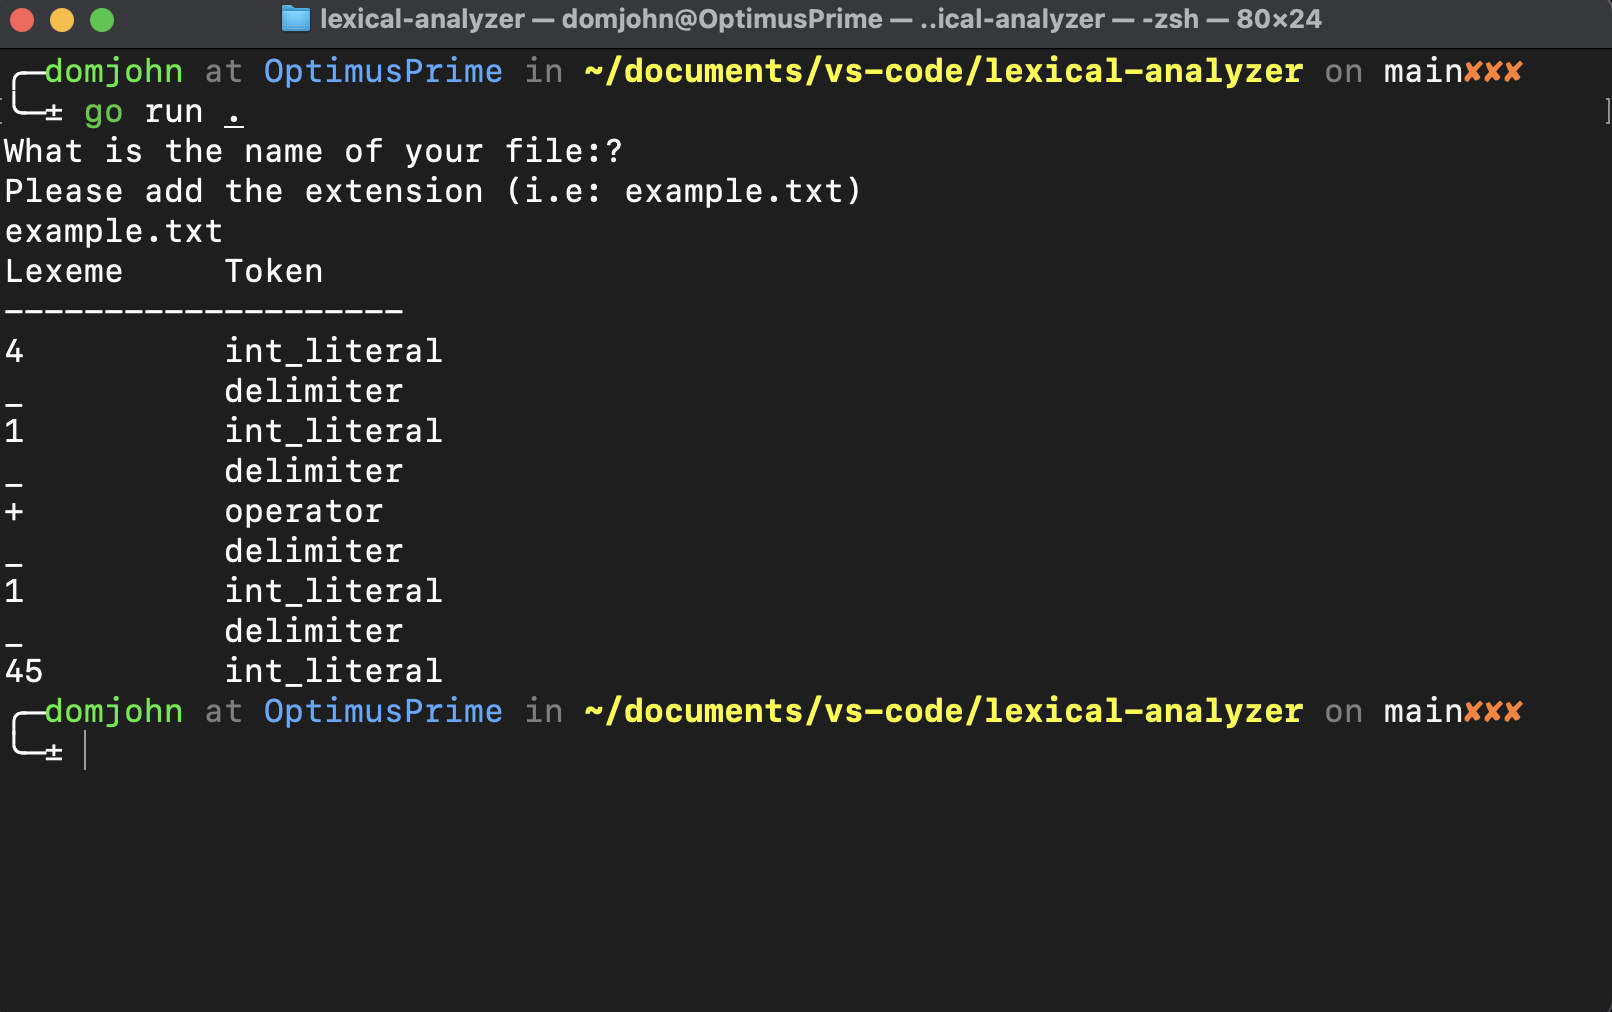 lexical-analyzer — domjohn@OptimusPrime — ..ical-analyzer — -zsh — 80×24
╭─domjohn at OptimusPrime in ~/documents/vs-code/lexical-analyzer on main✘✘✘
╰─± go run .
What is the name of your file:?
Please add the extension (i.e: example.txt)
example.txt
Lexeme     Token
--------------------
4          int_literal
_          delimiter
1          int_literal
_          delimiter
+          operator
_          delimiter
1          int_literal
_          delimiter
45         int_literal
╭─domjohn at OptimusPrime in ~/documents/vs-code/lexical-analyzer on main✘✘✘
╰─±